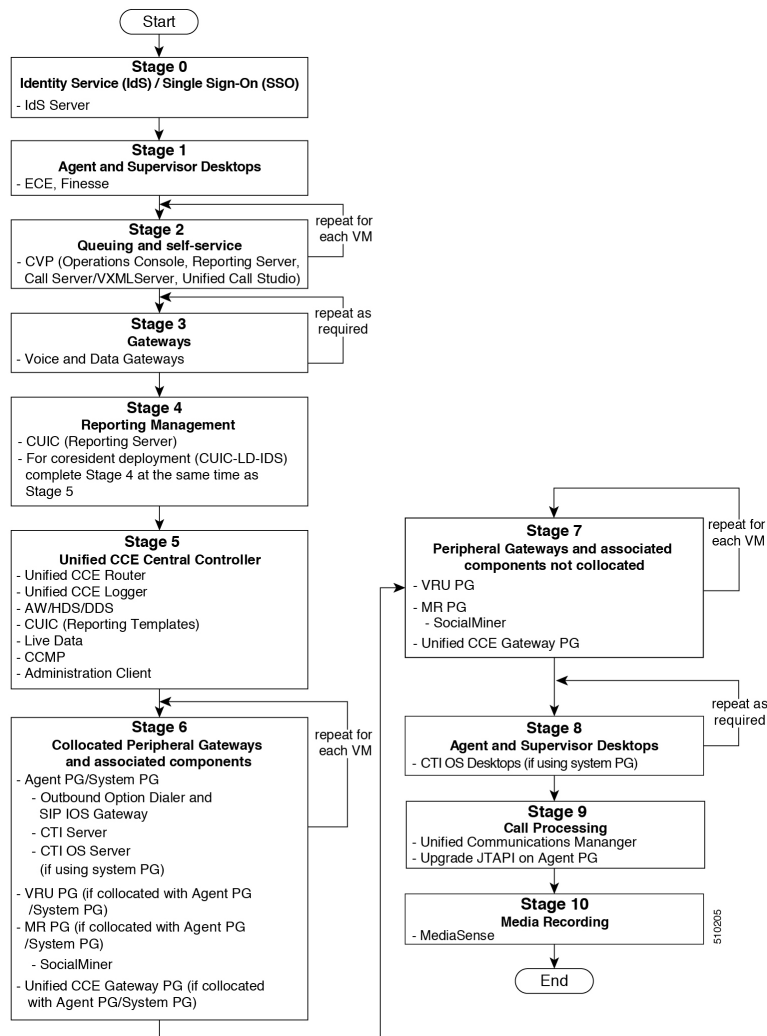 Start
Stage 0
Identity Service (IdS) / Single Sign-On (SSO)
- IdS Server
Stage 1
Agent and Supervisor Desktops
- ECE, Finesse
repeat for
each VM
Stage 2
Queuing and self-service
- CVP (Operations Console, Reporting Server,
Call Server/VXMLServer, Unified Call Studio)
repeat as
required
Stage 3
Gateways
- Voice and Data Gateways
Stage 4
Reporting Management
- CUIC (Reporting Server)
- For coresident deployment (CUIC-LD-IDS)
complete Stage 4 at the same time as
Stage 5
Stage 5
Unified CCE Central Controller
- Unified CCE Router
- Unified CCE Logger
- AW/HDS/DDS
- CUIC (Reporting Templates)
- Live Data
- CCMP
- Administration Client
Stage 6
Collocated Peripheral Gateways
and associated components
repeat for
each VM
- Agent PG/System PG
- Outbound Option Dialer and
SIP IOS Gateway
- CTI Server
- CTI OS Server
(if using system PG)
- VRU PG (if collocated with Agent PG
/System PG)
- MR PG (if collocated with Agent PG
/System PG)
- SocialMiner
- Unified CCE Gateway PG (if collocated
with Agent PG/System PG)
Stage 7
Peripheral Gateways and associated
components not collocated
repeat for
each VM
- VRU PG
- MR PG
- SocialMiner
- Unified CCE Gateway PG
repeat as
required
Stage 8
Agent and Supervisor Desktops
- CTI OS Desktops (if using system PG)
Stage 9
Call Processing
- Unified Communications Mananger
- Upgrade JTAPI on Agent PG
Stage 10
Media Recording
- MediaSense
End
510205